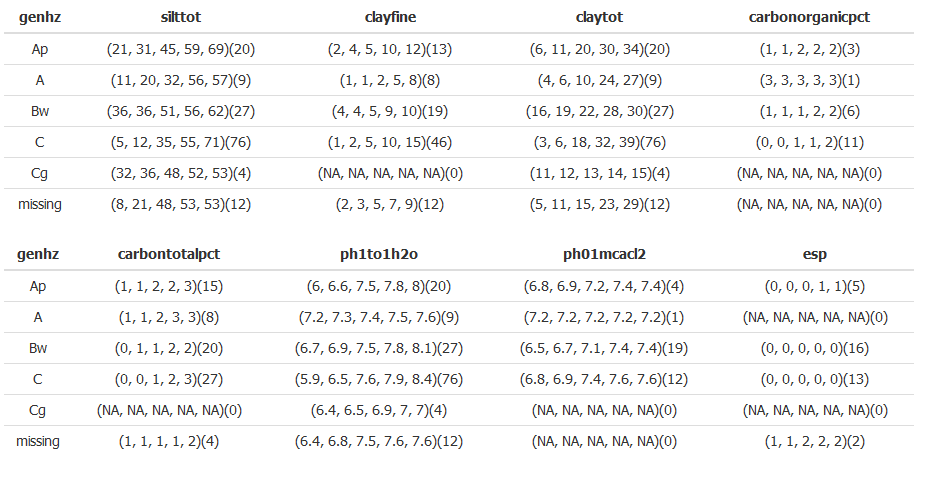 genhz silttot clayfine claytot carbonorganicpct
Ap (21, 31, 45, 59, 69)(20) (2, 4, 5, 10, 12)(13) (6, 11, 20, 30, 34)(20) (1, 1, 2, 2, 2)(3)
A (11, 20, 32, 56, 57)(9) (1, 1, 2, 5, 8)(8) (4, 6, 10, 24, 27)(9) (3, 3, 3, 3, 3)(1)
Bw (36, 36, 51, 56, 62)(27) (4, 4, 5, 9, 10)(19) (16, 19, 22, 28, 30)(27) (1, 1, 1, 2, 2)(6)
C (5, 12, 35, 55, 71)(76) (1, 2, 5, 10, 15)(46) (3, 6, 18, 32, 39)(76) (0, 0, 1, 1, 2)(11)
Cg (32, 36, 48, 52, 53)(4) (NA, NA, NA, NA, NA)(0) (11, 12, 13, 14, 15)(4) (NA, NA, NA, NA, NA)(0)
missing (8, 21, 48, 53, 53)(12) (2, 3, 5, 7, 9)(12) (5, 11, 15, 23, 29)(12) (NA, NA, NA, NA, NA)(0)
genhz carbontotalpct ph1to1h2o ph01mcacl2 esp
Ap (1, 1, 2, 2, 3)(15) (6, 6.6, 7.5, 7.8, 8)(20) (6.8, 6.9, 7.2, 7.4, 7.4)(4) (0, 0, 0, 1, 1)(5)
A (1, 1, 2, 3, 3)(8) (7.2, 7.3, 7.4, 7.5, 7.6)(9) (7.2, 7.2, 7.2, 7.2, 7.2)(1) (NA, NA, NA, NA, NA)(0)
Bw (0, 1, 1, 2, 2)(20) (6.7, 6.9, 7.5, 7.8, 8.1)(27) (6.5, 6.7, 7.1, 7.4, 7.4)(19) (0, 0, 0, 0, 0)(16)
C (0, 0, 1, 2, 3)(27) (5.9, 6.5, 7.6, 7.9, 8.4)(76) (6.8, 6.9, 7.4, 7.6, 7.6)(12) (0, 0, 0, 0, 0)(13)
Cg (NA, NA, NA, NA, NA)(0) (6.4, 6.5, 6.9, 7, 7)(4) (NA, NA, NA, NA, NA)(0) (NA, NA, NA, NA, NA)(0)
missing (1, 1, 1, 1, 2)(4) (6.4, 6.8, 7.5, 7.6, 7.6)(12) (NA, NA, NA, NA, NA)(0) (1, 1, 2, 2, 2)(2)